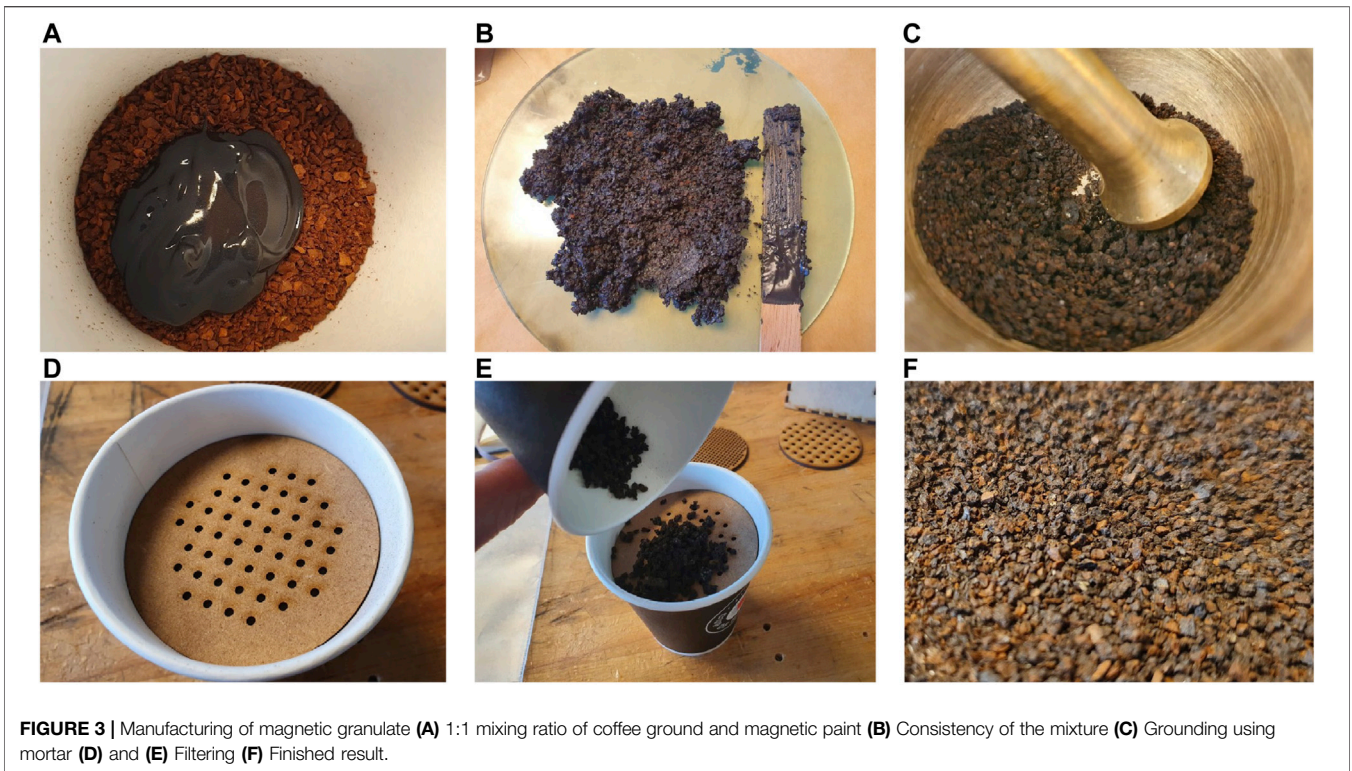 A
B
C
D
E
F
FIGURE 3 | Manufacturing of magnetic granulate (A) 1:1 mixing ratio of coffee ground and magnetic paint (B) Consistency of the mixture (C) Grounding using
mortar (D) and (E) Filtering (F) Finished result.